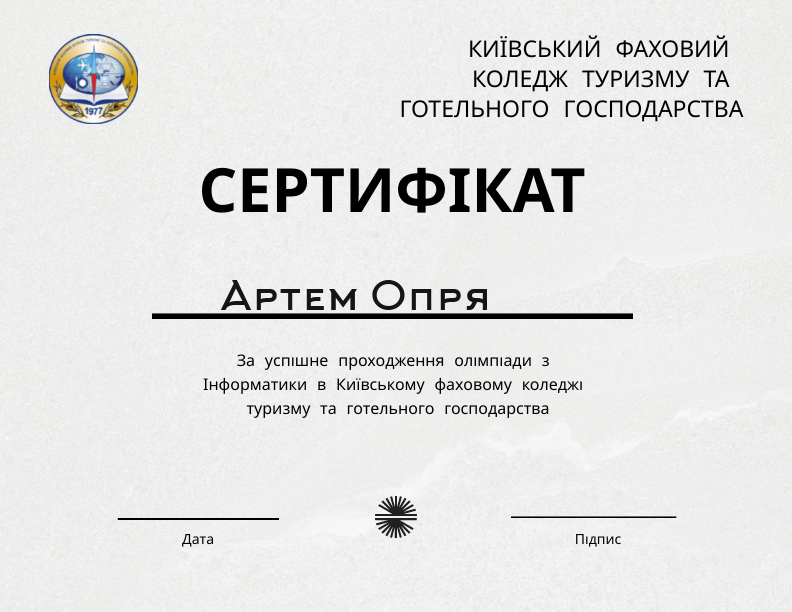 1977
КИЇВСЬКИЙ ФАХОВИЙ
КОЛЕДЖ ТУРИЗМУ ТА
ГОТЕЛЬНОГО ГОСПОДАРСТВА
СЕРТИФІКАТ
Артем Опря
За успішне проходження олімпіади з
Інформатики в Київському фаховому коледжі
туризму та готельного господарства
Дата
Підпис